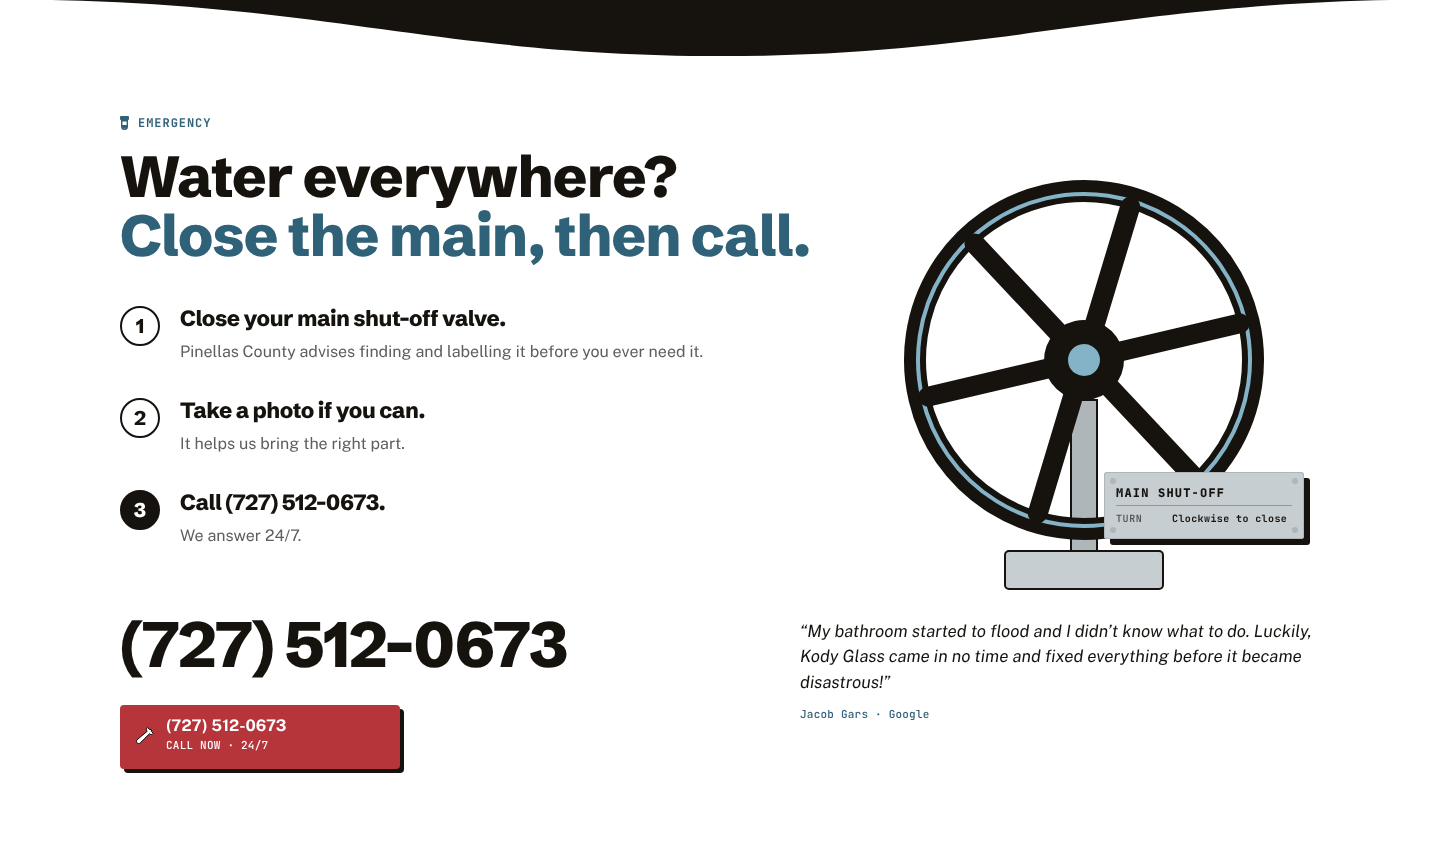 EMERGENCY
Water everywhere?
Close the main, then call.
1
Close your main shut-off valve.
Pinellas County advises finding and labelling it before you ever need it.
2
Take a photo if you can.
It helps us bring the right part.
3
Call (727) 512-0673.
We answer 24/7.
MAIN SHUT-OFF
TURN Clockwise to close
(727) 512-0673
(727) 512-0673
CALL NOW · 24/7
“My bathroom started to flood and I didn’t know what to do. Luckily,
Kody Glass came in no time and fixed everything before it became
disastrous!”
Jacob Gars · Google